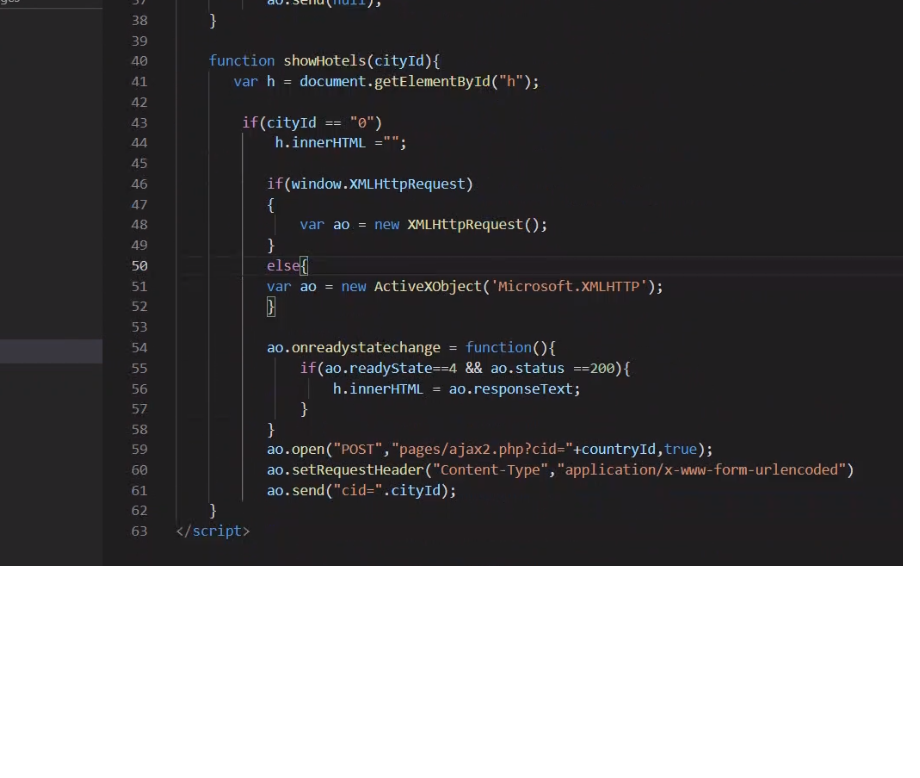 ges
37 ao.send(null);
38 }
39
40 function showHotels(cityId){
41 var h = document.getElementById("h");
42
43 if(cityId == "0")
44 h.innerHTML ="";
45
46 if(window.XMLHttpRequest)
47 {
48 var ao = new XMLHttpRequest();
49 }
50 else{
51 var ao = new ActiveXObject('Microsoft.XMLHTTP');
52 }
53
54 ao.onreadystatechange = function(){
55 if(ao.readyState==4 && ao.status ==200){
56 h.innerHTML = ao.responseText;
57 }
58 }
59 ao.open("POST","pages/ajax2.php?cid="+countryId,true);
60 ao.setRequestHeader("Content-Type","application/x-www-form-urlencoded")
61 ao.send("cid=".cityId);
62 }
63 </script>